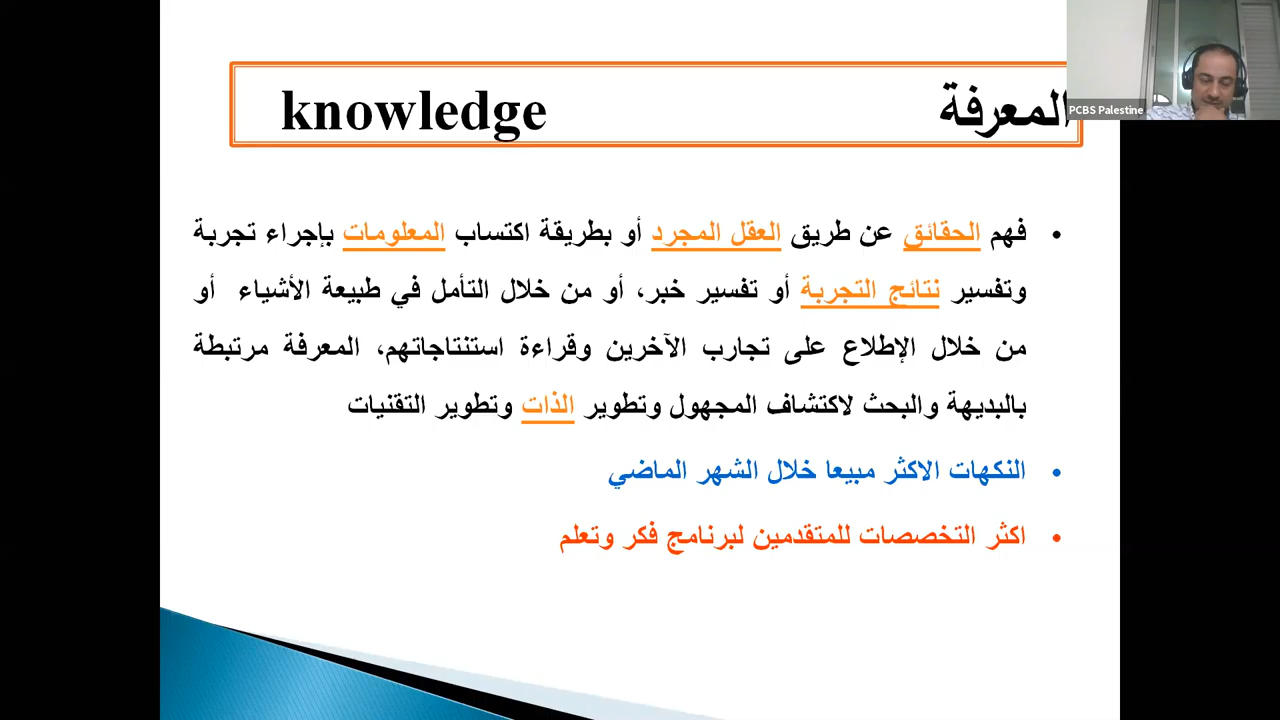 المعرفة knowledge
PCBS Palestine
• فهم الحقائق عن طريق العقل المجرد أو بطريقة اكتساب المعلومات بإجراء تجربة
وتفسير نتائج التجربة أو تفسير خبر، أو من خلال التأمل في طبيعة الأشياء أو
من خلال الإطلاع على تجارب الآخرين وقراءة استنتاجاتهم، المعرفة مرتبطة
بالبديهة والبحث لاكتشاف المجهول وتطوير الذات وتطوير التقنيات
• النكهات الاكثر مبيعا خلال الشهر الماضي
• اكثر التخصصات للمتقدمين لبرنامج فكر وتعلم